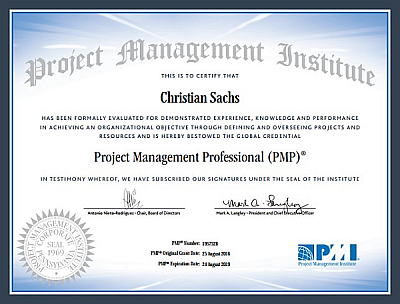 Project Management Institute
THIS IS TO CERTIFY THAT
Christian Sachs
HAS BEEN FORMALLY EVALUATED FOR DEMONSTRATED EXPERIENCE, KNOWLEDGE AND PERFORMANCE
IN ACHIEVING AN ORGANIZATIONAL OBJECTIVE THROUGH DEFINING AND OVERSEEING PROJECTS AND
RESOURCES AND IS HEREBY BESTOWED THE GLOBAL CREDENTIAL
Project Management Professional (PMP)®
IN TESTIMONY WHEREOF, WE HAVE SUBSCRIBED OUR SIGNATURES UNDER THE SEAL OF THE INSTITUTE
Mark A. Langley
Antonio Nieto-Rodriguez • Chair, Board of Directors
Mark A. Langley • President and Chief Executive Officer
PROJECT MANAGEMENT INSTITUTE
CORPORATE
SEAL
1969
PENNSYLVANIA
PMP® Number:
PMP® Original Grant Date: 25 August 2016
PMP® Expiration Date: 24 August 2019
PMI
Project Management Institute